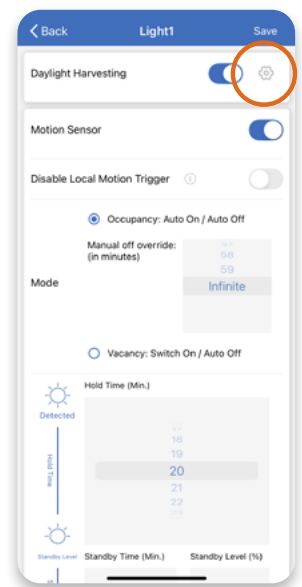 Back Light1 Save
Daylight Harvesting
Motion Sensor
Disable Local Motion Trigger
Occupancy: Auto On / Auto Off
Manual off override:
(in minutes)
58
59
Mode
Infinite
Vacancy: Switch On / Auto Off
Hold Time (Min.)
Detected
18
19
Hold Time
20
21
22
Standby Level
Standby Time (Min.) Standby Level (%)